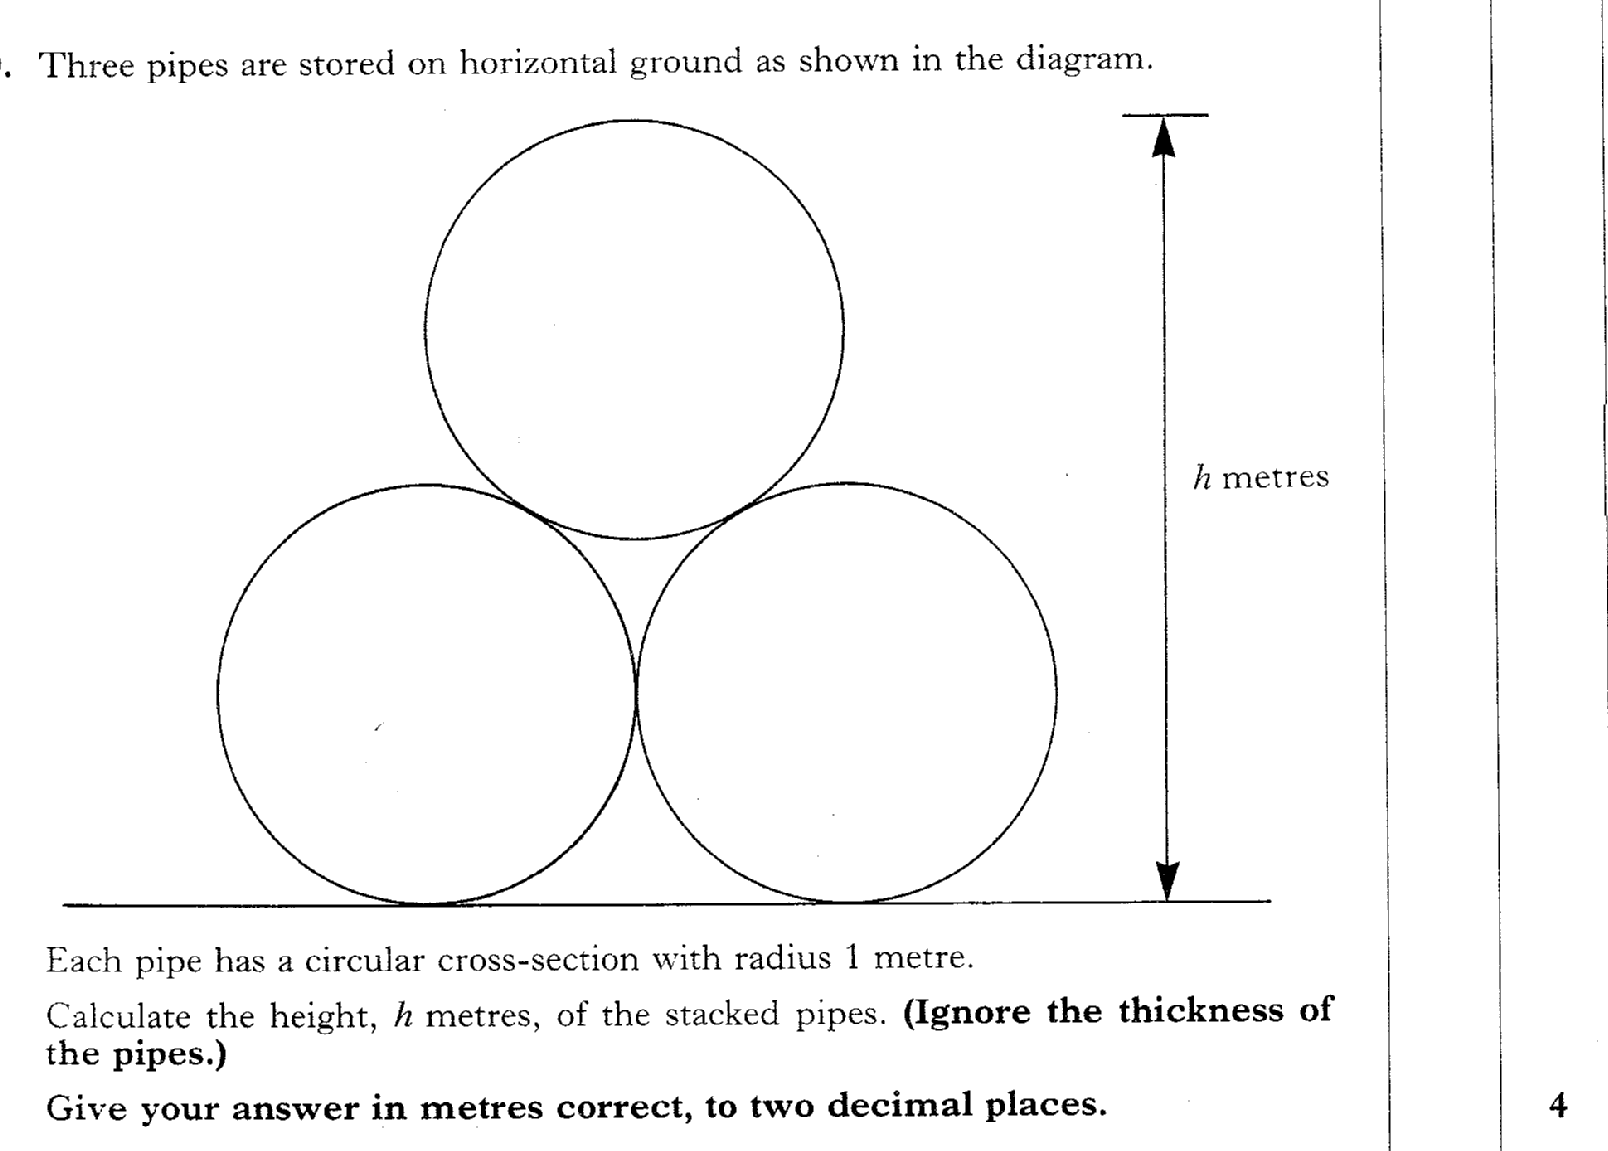 . Three pipes are stored on horizontal ground as shown in the diagram.
h metres
Each pipe has a circular cross-section with radius 1 metre.
Calculate the height, h metres, of the stacked pipes. (Ignore the thickness of
the pipes.)
Give your answer in metres correct, to two decimal places.
4